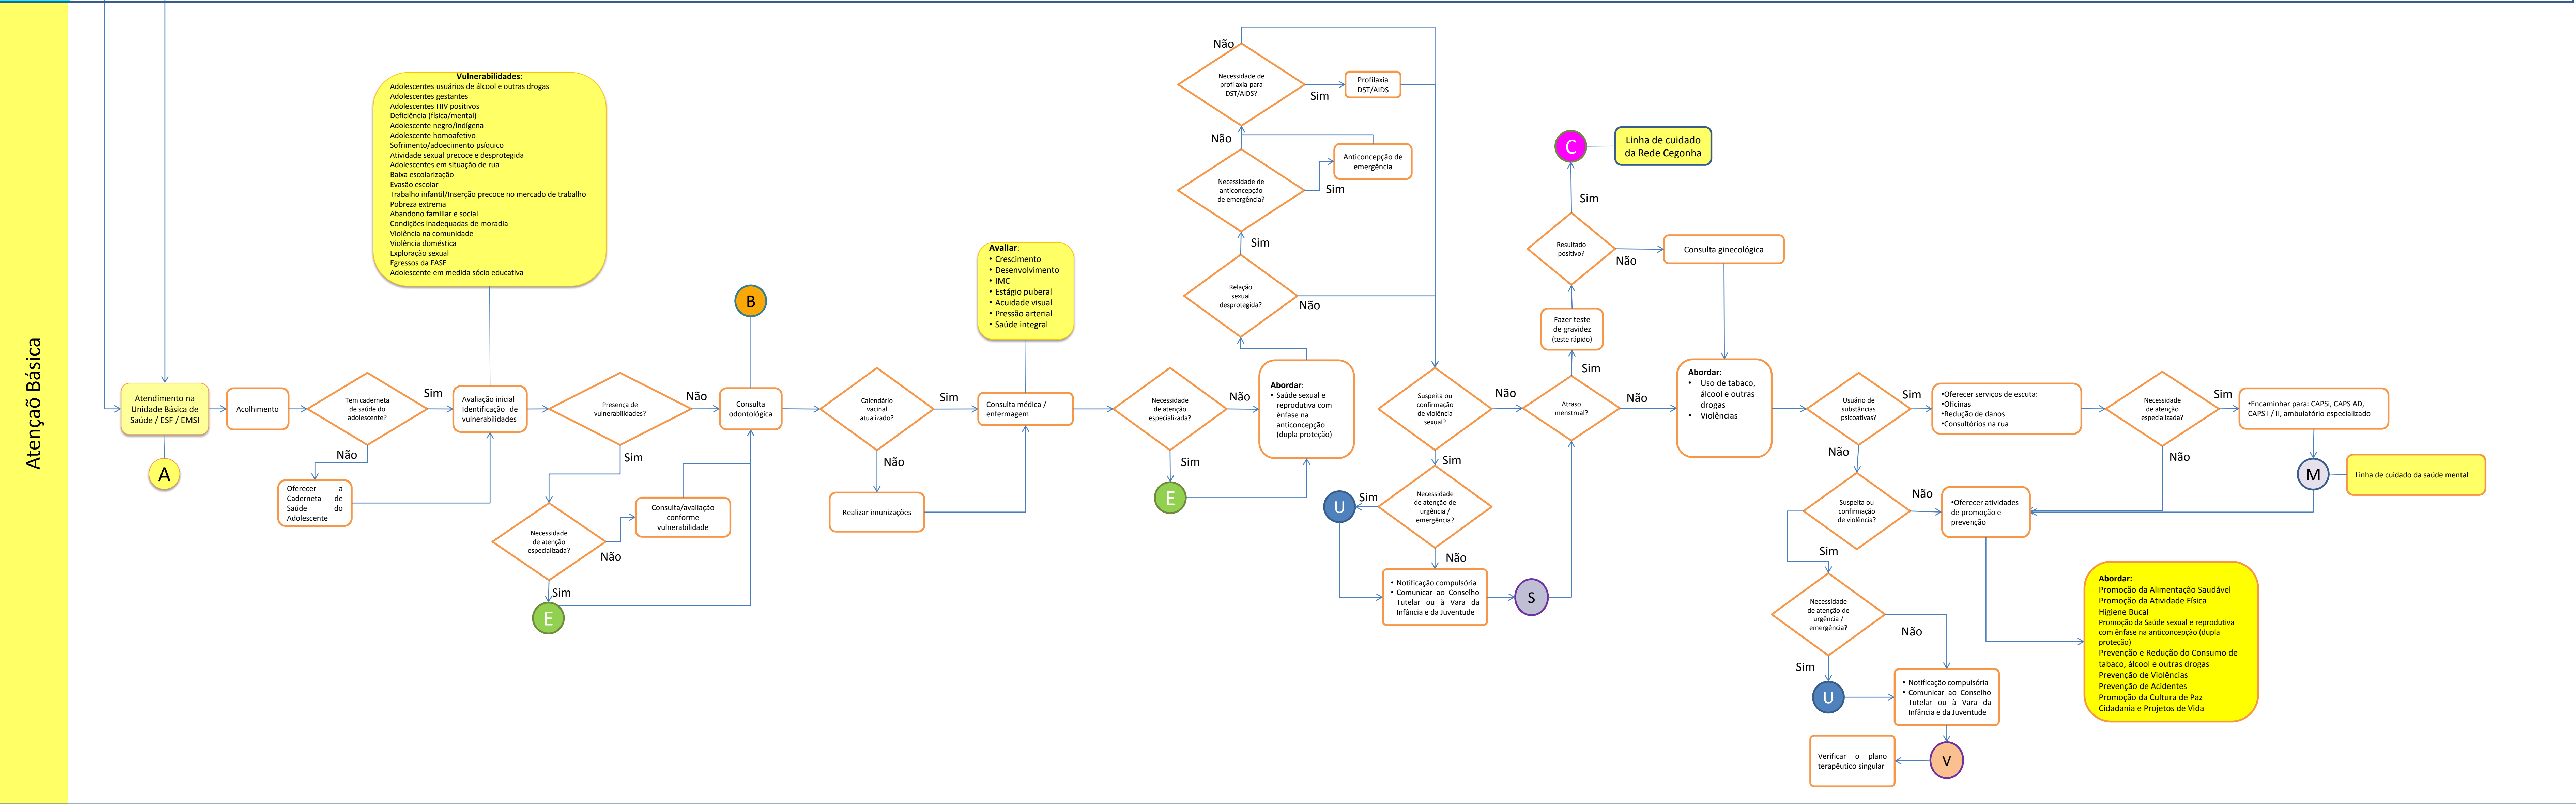 Atenção Básica
Atendimento na
Unidade Básica de
Saúde / ESF / EMSI
A
Acolhimento
Tem caderneta
de saúde do
adolescente?
Sim
Não
Oferecer a
Caderneta de
Saúde do
Adolescente
Vulnerabilidades:
Adolescentes usuários de álcool e outras drogas
Adolescentes gestantes
Adolescentes HIV positivos
Deficiência (física/mental)
Adolescente negro/indígena
Adolescente homoafetivo
Sofrimento/adoecimento psíquico
Atividade sexual precoce e desprotegida
Adolescentes em situação de rua
Baixa escolarização
Evasão escolar
Trabalho infantil/Inserção precoce no mercado de trabalho
Pobreza extrema
Abandono familiar e social
Condições inadequadas de moradia
Violência na comunidade
Violência doméstica
Exploração sexual
Egressos da FASE
Adolescente em medida sócio educativa
Avaliação inicial
Identificação de
vulnerabilidades
Presença de
vulnerabilidades?
Não
Sim
Necessidade
de atenção
especializada?
Não
Sim
E
Consulta/avaliação
conforme
vulnerabilidade
B
Consulta
odontológica
Calendário
vacinal
atualizado?
Sim
Não
Realizar imunizações
Avaliar:
• Crescimento
• Desenvolvimento
• IMC
• Estágio puberal
• Acuidade visual
• Pressão arterial
• Saúde integral
Consulta médica /
enfermagem
Necessidade
de atenção
especializada?
Não
Sim
E
Abordar:
• Saúde sexual e
reprodutiva com
ênfase na
anticoncepção
(dupla proteção)
Relação
sexual
desprotegida?
Sim
Não
Necessidade de
anticoncepção
de emergência?
Não
Sim
Anticoncepção de
emergência
Necessidade de
profilaxia para
DST/AIDS?
Não
Sim
Profilaxia
DST/AIDS
Suspeita ou
confirmação
de violência
sexual?
Não
Sim
Necessidade
de atenção de
urgência /
emergência?
Sim
U
Não
• Notificação compulsória
• Comunicar ao Conselho
Tutelar ou à Vara da
Infância e da Juventude
S
Atraso
menstrual?
Sim
Não
Fazer teste
de gravidez
(teste rápido)
Resultado
positivo?
Sim
Não
C
Linha de cuidado
da Rede Cegonha
Consulta ginecológica
Abordar:
• Uso de tabaco,
álcool e outras
drogas
• Violências
Usuário de
substâncias
psicoativas?
Sim
Não
•Oferecer serviços de escuta:
•Oficinas
•Redução de danos
•Consultórios na rua
Necessidade
de atenção
especializada?
Sim
Não
•Encaminhar para: CAPSi, CAPS AD,
CAPS I / II, ambulatório especializado
M
Linha de cuidado da saúde mental
Suspeita ou
confirmação
de violência?
Não
Sim
•Oferecer atividades
de promoção e
prevenção
Necessidade
de atenção de
urgência /
emergência?
Não
Sim
U
• Notificação compulsória
• Comunicar ao Conselho
Tutelar ou à Vara da
Infância e da Juventude
V
Verificar o plano
terapêutico singular
Abordar:
Promoção da Alimentação Saudável
Promoção da Atividade Física
Higiene Bucal
Promoção da Saúde sexual e reprodutiva
com ênfase na anticoncepção (dupla
proteção)
Prevenção e Redução do Consumo de
tabaco, álcool e outras drogas
Prevenção de Violências
Prevenção de Acidentes
Promoção da Cultura de Paz
Cidadania e Projetos de Vida